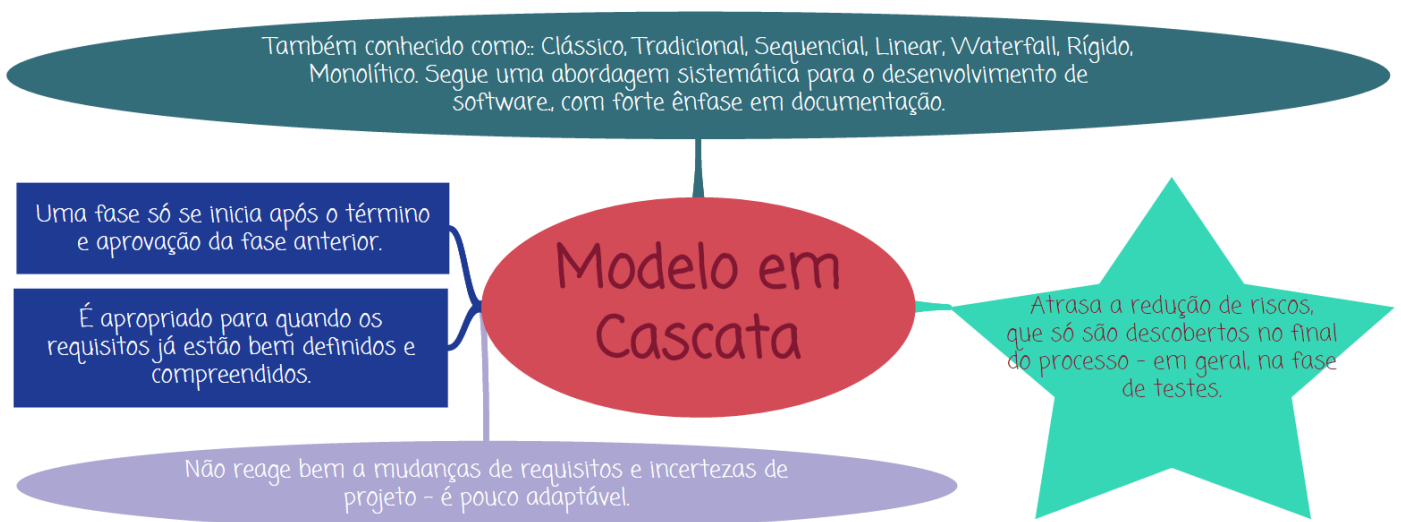 Também conhecido como:: Clássico, Tradicional, Sequencial, Linear, Waterfall, Rígido,
Monolítico. Segue uma abordagem sistemática para o desenvolvimento de
software., com forte ênfase em documentação.
Uma fase só se inicia após o término
e aprovação da fase anterior.
É apropriado para quando os
requisitos já estão bem definidos e
compreendidos.
Modelo em
Cascata
Atrasa a redução de riscos,
que só são descobertos no final
do processo - em geral, na fase
de testes.
Não reage bem a mudanças de requisitos e incertezas de
projeto - é pouco adaptável.